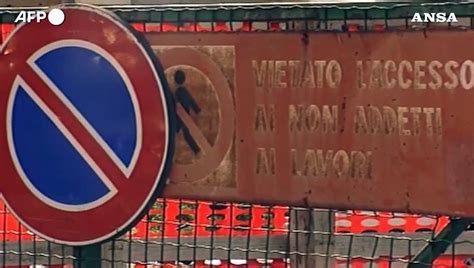 AFP
ANSA
VIETATO L'ACCESSO
AI NON ADDETTI
AI LAVORI